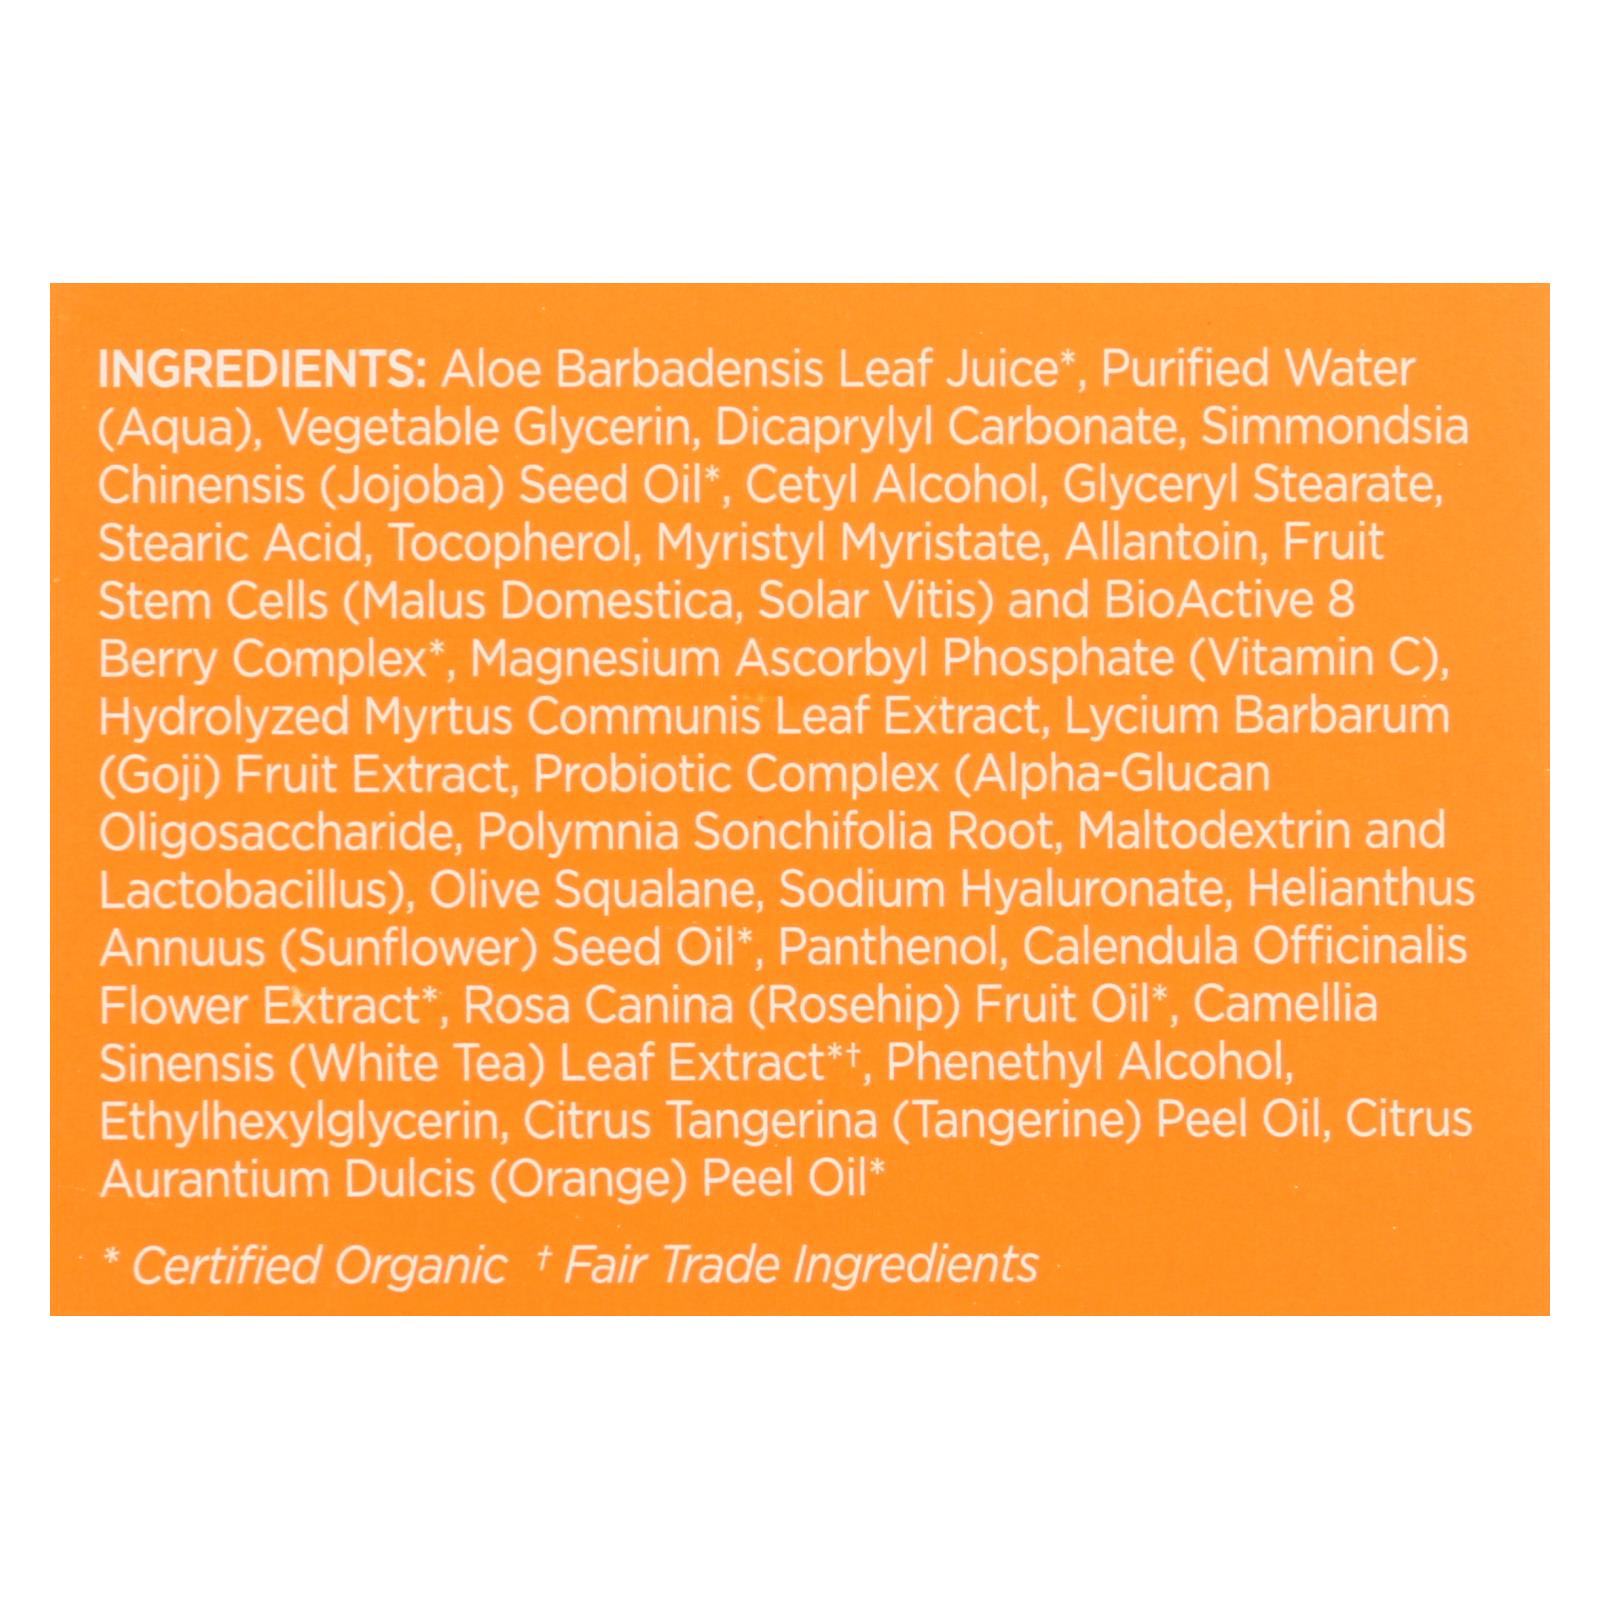 INGREDIENTS: Aloe Barbadensis Leaf Juice*, Purified Water
(Aqua), Vegetable Glycerin, Dicaprylyl Carbonate, Simmondsia
Chinensis (Jojoba) Seed Oil*, Cetyl Alcohol, Glyceryl Stearate,
Stearic Acid, Tocopherol, Myristyl Myristate, Allantoin, Fruit
Stem Cells (Malus Domestica, Solar Vitis) and BioActive 8
Berry Complex*, Magnesium Ascorbyl Phosphate (Vitamin C),
Hydrolyzed Myrtus Communis Leaf Extract, Lycium Barbarum
(Goji) Fruit Extract, Probiotic Complex (Alpha-Glucan
Oligosaccharide, Polymnia Sonchifolia Root, Maltodextrin and
Lactobacillus), Olive Squalane, Sodium Hyaluronate, Helianthus
Annuus (Sunflower) Seed Oil*, Panthenol, Calendula Officinalis
Flower Extract*, Rosa Canina (Rosehip) Fruit Oil*, Camellia
Sinensis (White Tea) Leaf Extract*†, Phenethyl Alcohol,
Ethylhexylglycerin, Citrus Tangerina (Tangerine) Peel Oil, Citrus
Aurantium Dulcis (Orange) Peel Oil*
* Certified Organic † Fair Trade Ingredients